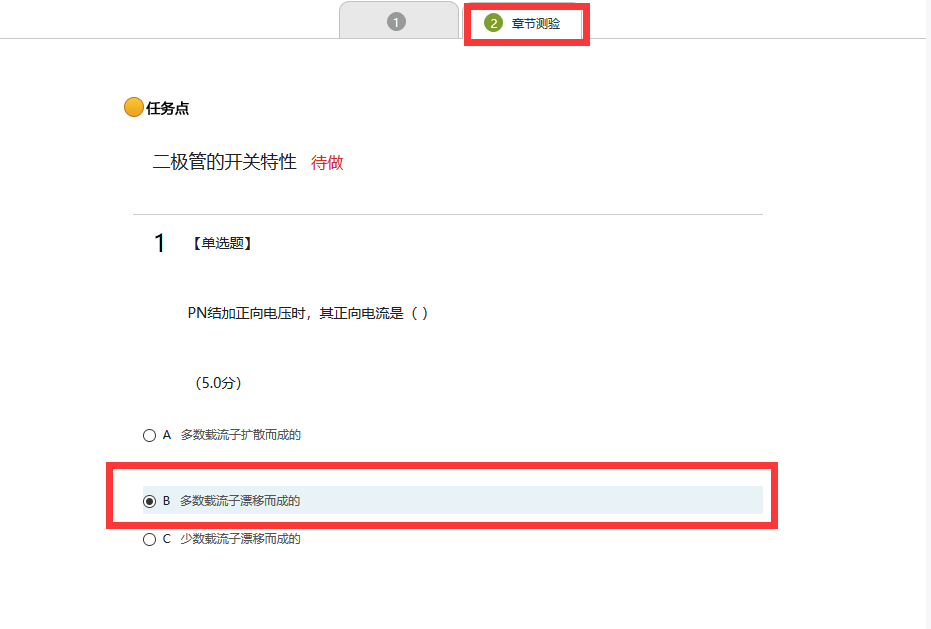 1
2 章节测验
任务点
二极管的开关特性 待做
1 【单选题】
PN结加正向电压时，其正向电流是（ ）
（5.0分）
A 多数载流子扩散而成的
B 多数载流子漂移而成的
C 少数载流子漂移而成的